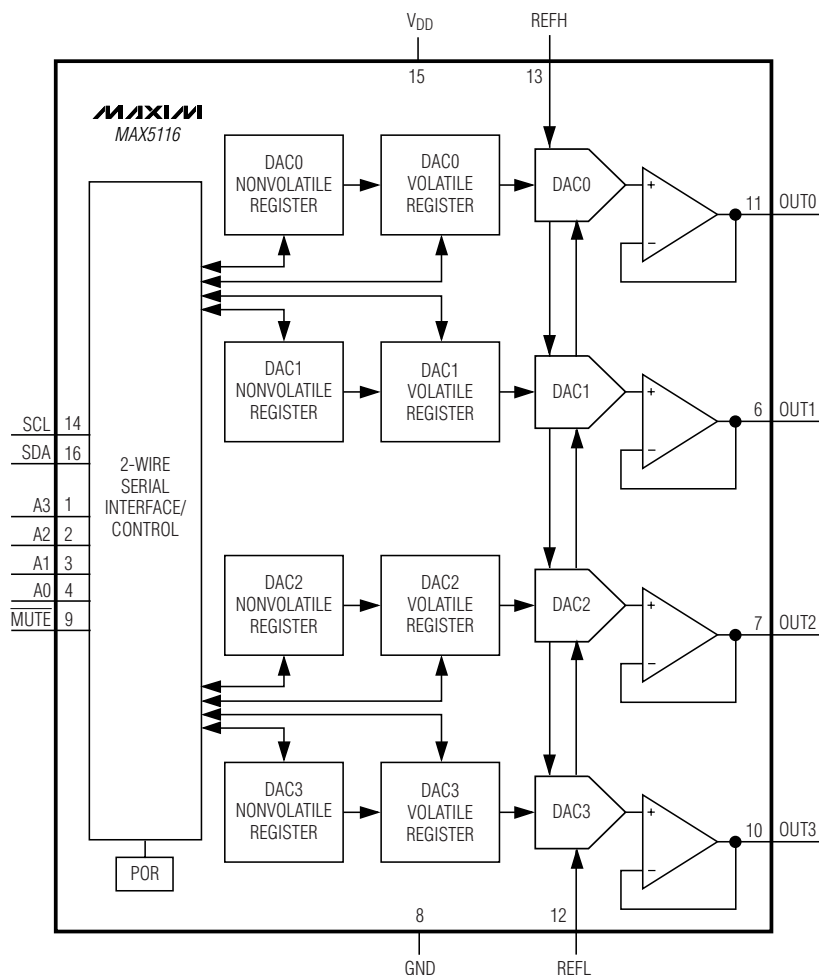 VDD
REFH
15
13
MAXIM
MAX5116
DAC0
NONVOLATILE
REGISTER
DAC0
VOLATILE
REGISTER
DAC0
+
−
11
OUT0
DAC1
NONVOLATILE
REGISTER
DAC1
VOLATILE
REGISTER
DAC1
+
−
6
OUT1
SCL 14
SDA 16
A3 1
A2 2
A1 3
A0 4
MUTE 9
2-WIRE
SERIAL
INTERFACE/
CONTROL
DAC2
NONVOLATILE
REGISTER
DAC2
VOLATILE
REGISTER
DAC2
+
−
7
OUT2
DAC3
NONVOLATILE
REGISTER
DAC3
VOLATILE
REGISTER
DAC3
+
−
10
OUT3
POR
8
12
GND
REFL